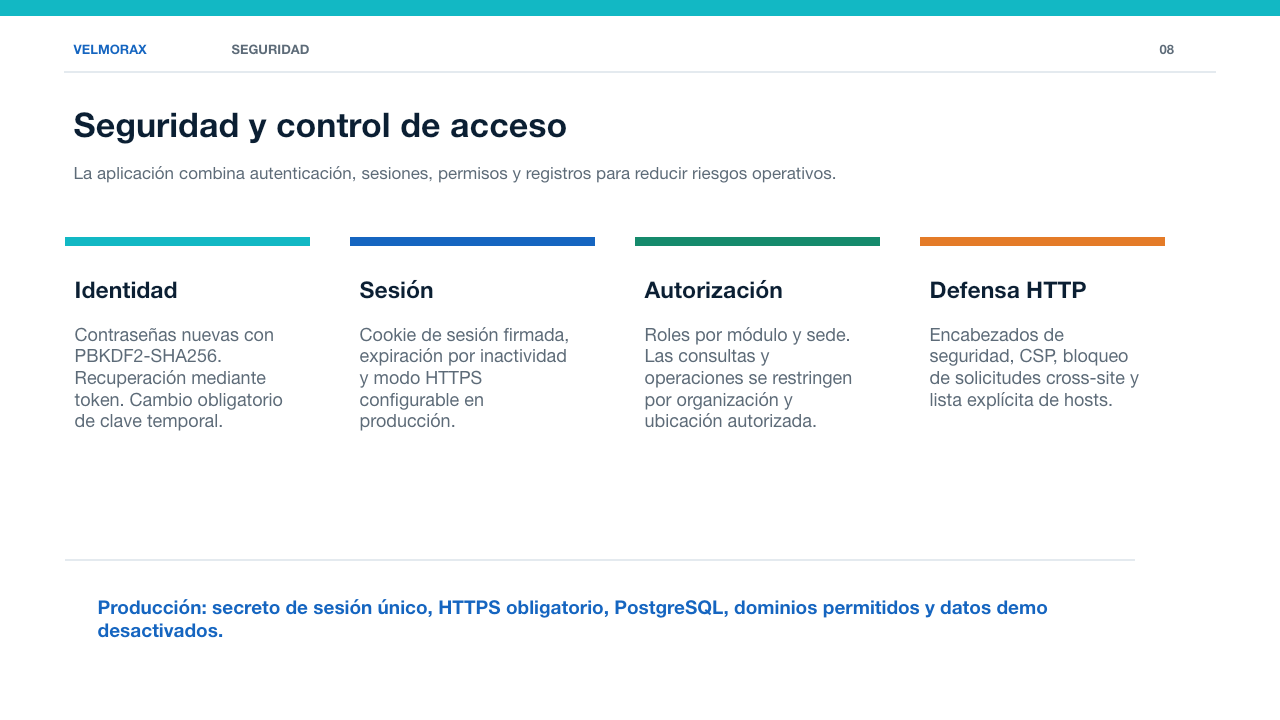 VELMORAX
SEGURIDAD
08
Seguridad y control de acceso
La aplicación combina autenticación, sesiones, permisos y registros para reducir riesgos operativos.
Identidad
Contraseñas nuevas con
PBKDF2-SHA256.
Recuperación mediante
token. Cambio obligatorio
de clave temporal.
Sesión
Cookie de sesión firmada,
expiración por inactividad
y modo HTTPS
configurable en
producción.
Autorización
Roles por módulo y sede.
Las consultas y
operaciones se restringen
por organización y
ubicación autorizada.
Defensa HTTP
Encabezados de
seguridad, CSP, bloqueo
de solicitudes cross-site y
lista explícita de hosts.
Producción: secreto de sesión único, HTTPS obligatorio, PostgreSQL, dominios permitidos y datos demo
desactivados.